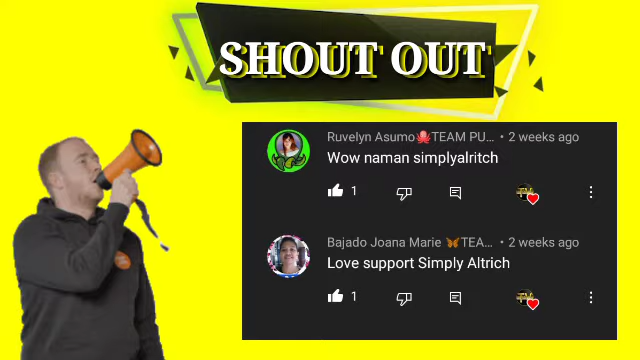 SHOUT OUT
Ruvelyn Asumo🐙TEAM PU... • 2 weeks ago
Wow naman simplyalritch
1
Bajado Joana Marie 🦋TEA... • 2 weeks ago
Love support Simply Altrich
1